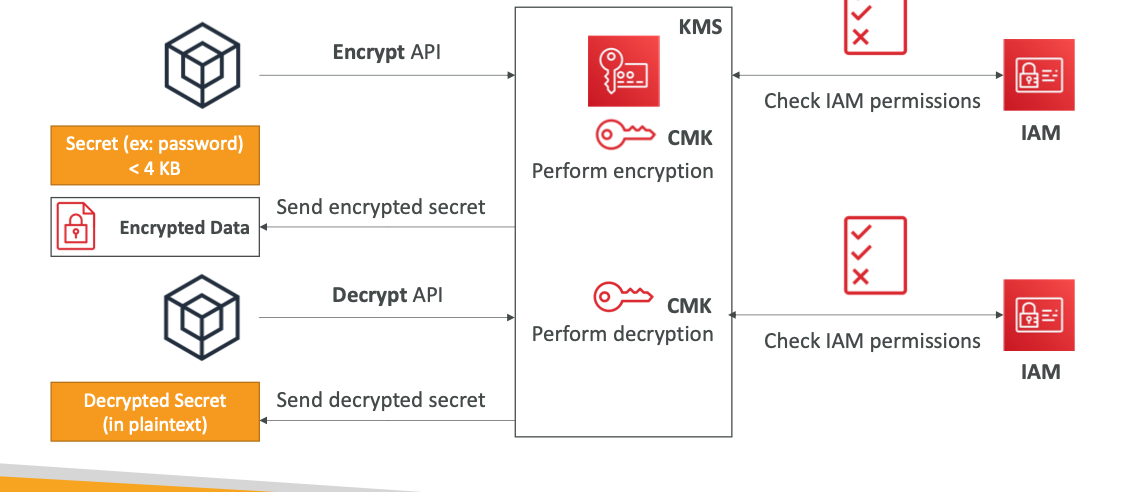 KMS
Encrypt API
Check IAM permissions
IAM
CMK
Perform encryption
Secret (ex: password)
< 4 KB
Send encrypted secret
Encrypted Data
Decrypt API
CMK
Perform decryption
Check IAM permissions
IAM
Send decrypted secret
Decrypted Secret
(in plaintext)